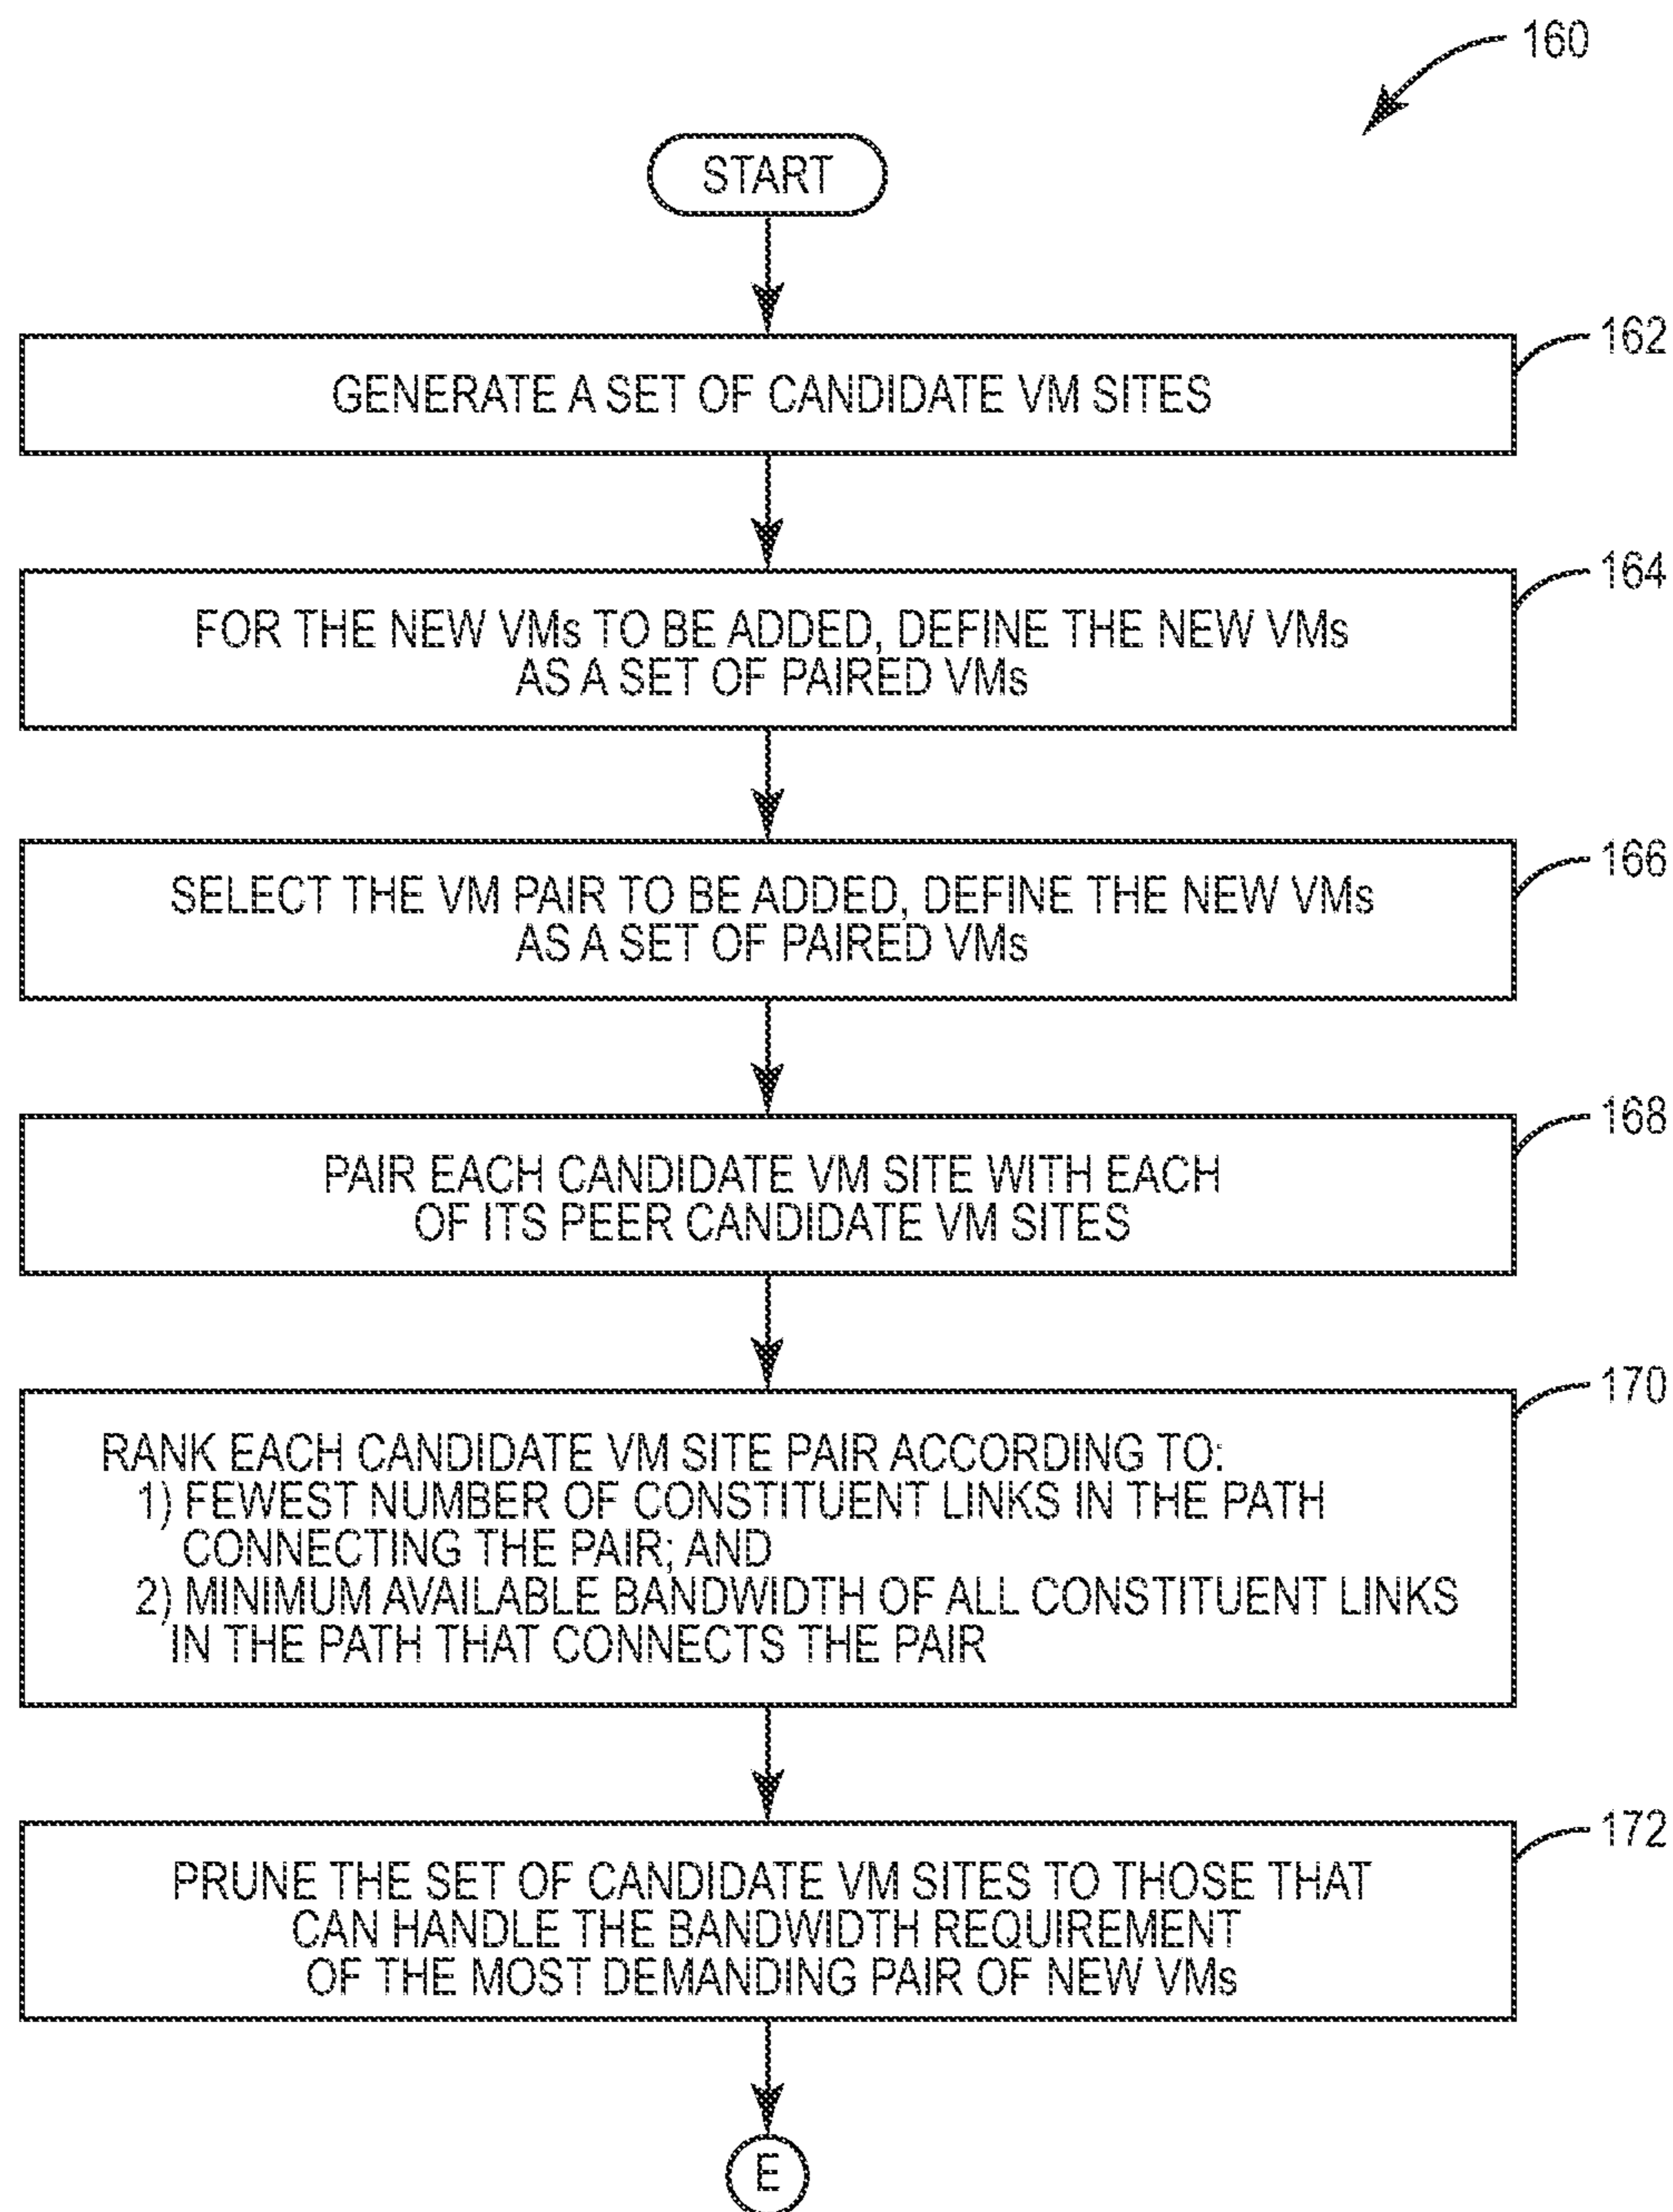 160
START
162
GENERATE A SET OF CANDIDATE VM SITES
164
FOR THE NEW VMs TO BE ADDED, DEFINE THE NEW VMs
AS A SET OF PAIRED VMs
166
SELECT THE VM PAIR TO BE ADDED, DEFINE THE NEW VMs
AS A SET OF PAIRED VMs
168
PAIR EACH CANDIDATE VM SITE WITH EACH
OF ITS PEER CANDIDATE VM SITES
170
RANK EACH CANDIDATE VM SITE PAIR ACCORDING TO:
1) FEWEST NUMBER OF CONSTITUENT LINKS IN THE PATH
CONNECTING THE PAIR; AND
2) MINIMUM AVAILABLE BANDWIDTH OF ALL CONSTITUENT LINKS
IN THE PATH THAT CONNECTS THE PAIR
172
PRUNE THE SET OF CANDIDATE VM SITES TO THOSE THAT
CAN HANDLE THE BANDWIDTH REQUIREMENT
OF THE MOST DEMANDING PAIR OF NEW VMs
E